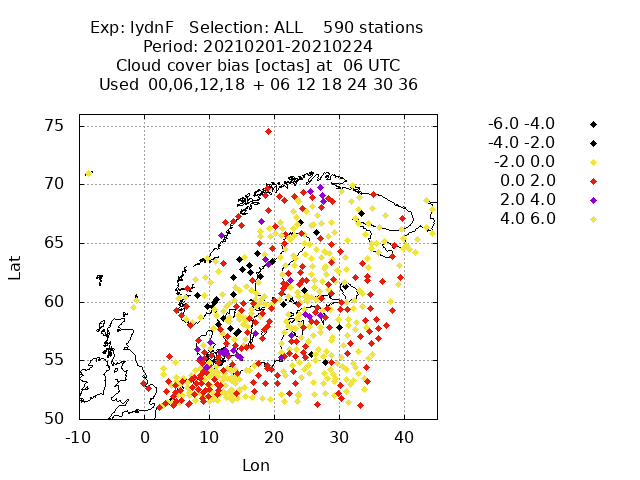 Exp: IydnF   Selection: ALL    590 stations
Period: 20210201-20210224
Cloud cover bias [octas] at  06 UTC
Used  00,06,12,18  + 06 12 18 24 30 36
75
70
65
60
55
50
-10 0 10 20 30 40
Lat
Lon
-6.0 -4.0
-4.0 -2.0
-2.0 0.0
0.0 2.0
2.0 4.0
4.0 6.0